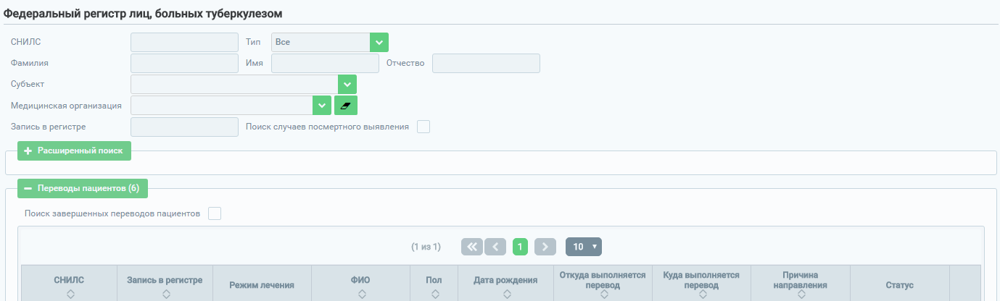 Федеральный регистр лиц, больных туберкулезом
СНИЛС Тип Все
Фамилия Имя Отчество
Субъект
Медицинская организация
Запись в регистре Поиск случаев посмертного выявления
+ Расширенный поиск
− Переводы пациентов (6)
Поиск завершенных переводов пациентов
(1 из 1) 1 10
СНИЛС Запись в регистре Режим лечения ФИО Пол Дата рождения Откуда выполняется перевод Куда выполняется перевод Причина направления Статус